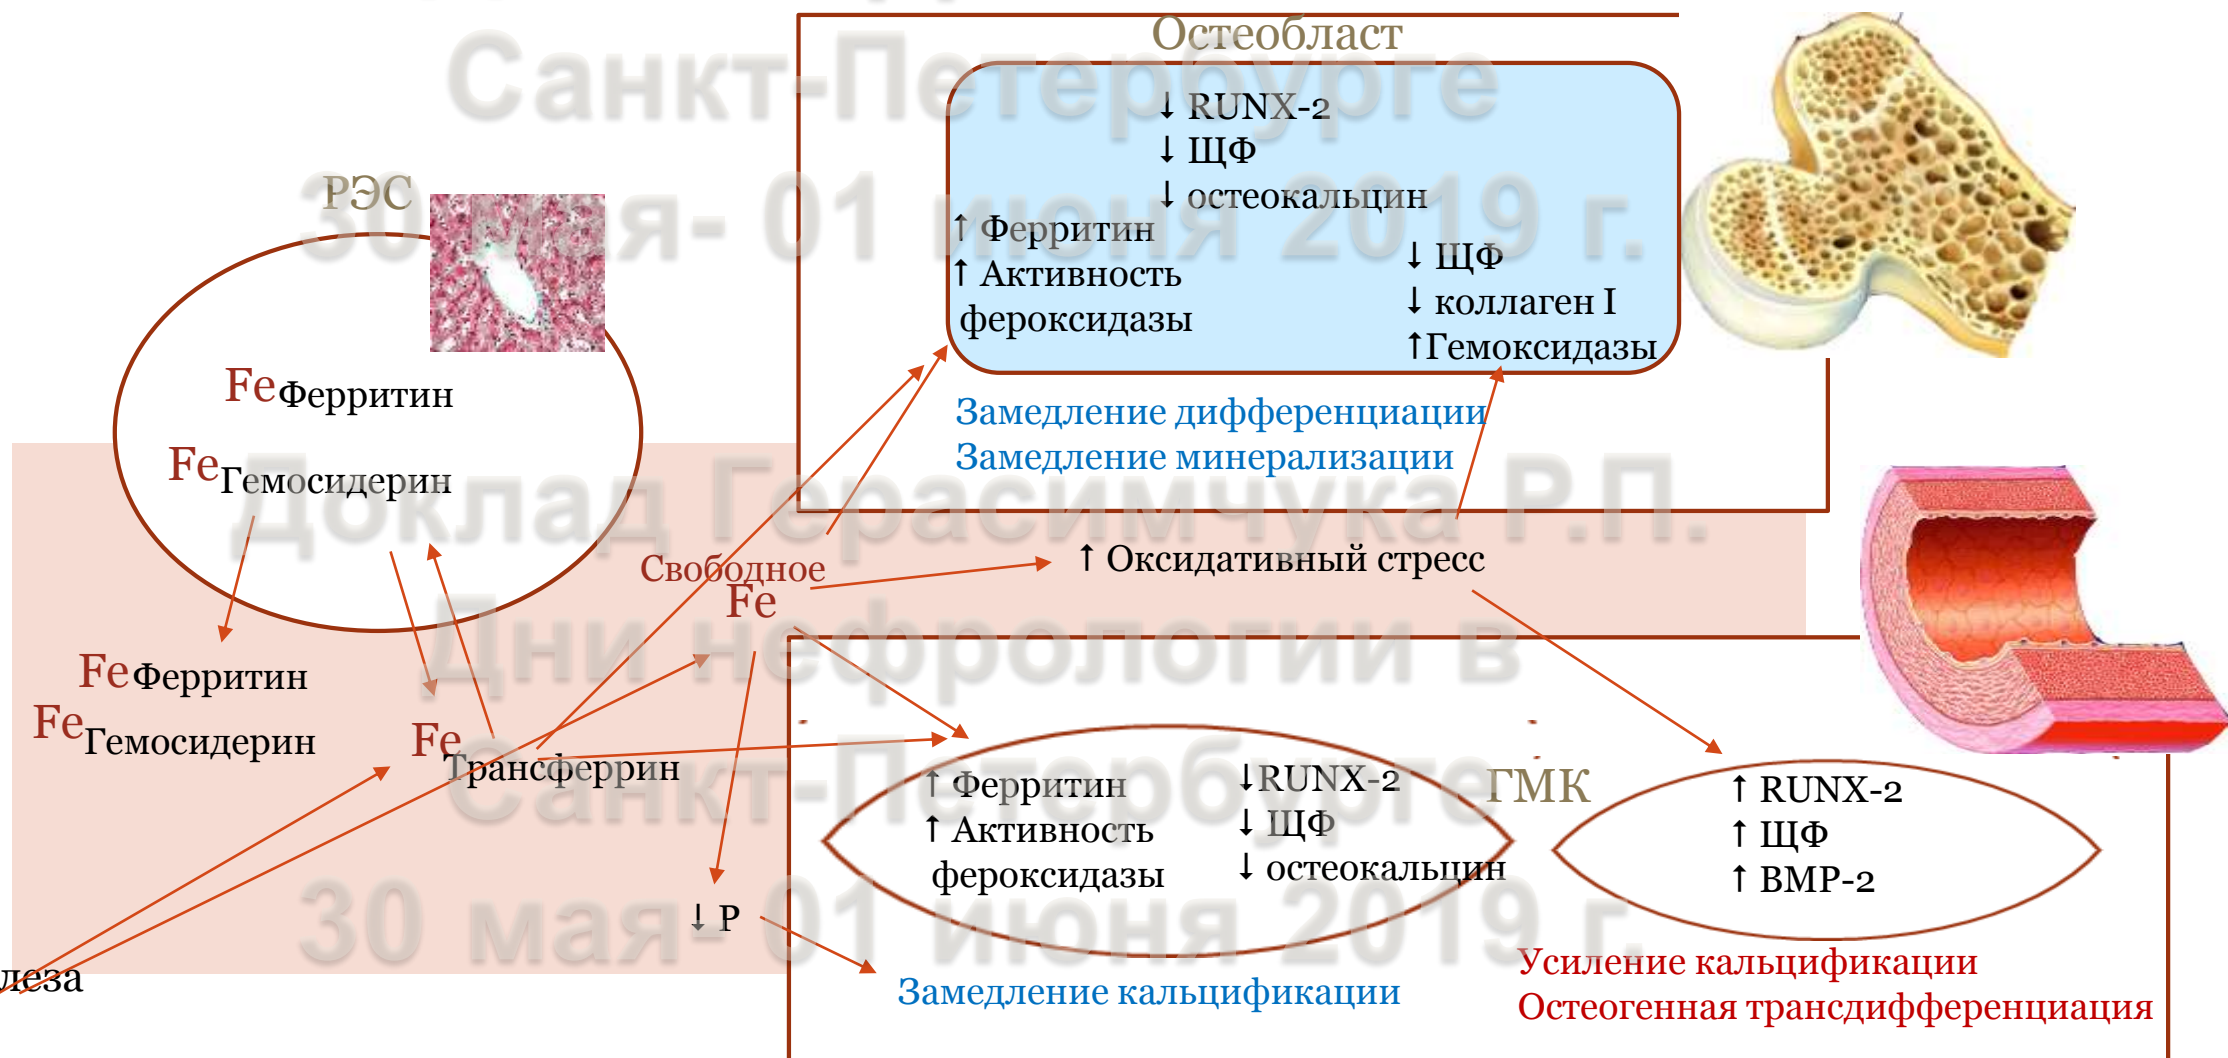 Остеобласт
Санкт-Петербурге
↓ RUNX-2
↓ ЩФ
↓ остеокальцин
РЭС
30 мая- 01 июня 2019 г.
↑ Ферритин
↑ Активность
фероксидазы
↓ ЩФ
↓ коллаген I
↑Гемоксидазы
Fe Ферритин
Fe Гемосидерин
Замедление дифференциации
Замедление минерализации
Доклад Герасимчука Р.П.
Свободное
Fe
↑ Оксидативный стресс
Дни нефрологии в
Fe Ферритин
Fe Гемосидерин
Fe
Трансферрин
Санкт-Петербурге
↑ Ферритин
↑ Активность
фероксидазы
↓RUNX-2
↓ ЩФ
↓ остеокальцин
ГМК
↑ RUNX-2
↑ ЩФ
↑ BMP-2
↓ P
30 мая- 01 июня 2019 г.
леза
Замедление кальцификации
Усиление кальцификации
Остеогенная трансдифференциация